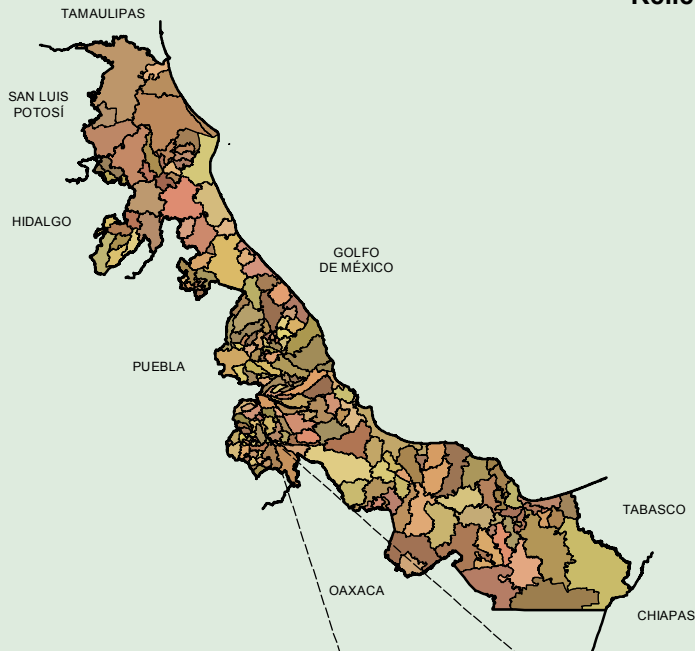 TAMAULIPAS
SAN LUIS
POTOSÍ
HIDALGO
GOLFO
DE MÉXICO
PUEBLA
TABASCO
OAXACA
CHIAPAS